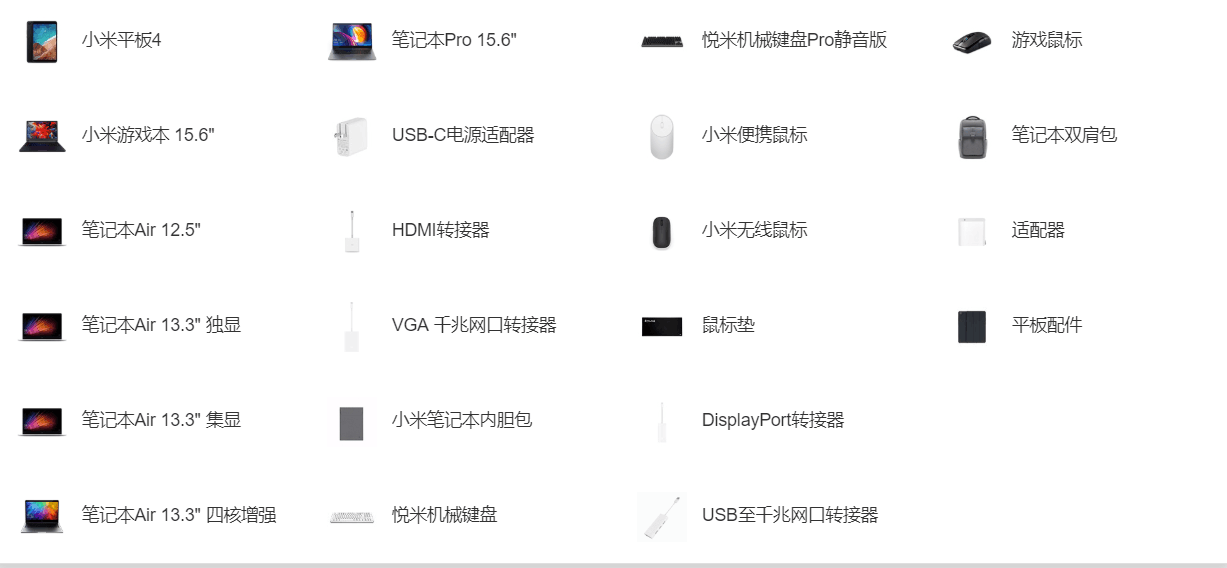 小米平板4
小米游戏本 15.6"
笔记本Air 12.5"
笔记本Air 13.3" 独显
笔记本Air 13.3" 集显
笔记本Air 13.3" 四核增强
笔记本Pro 15.6"
USB-C电源适配器
HDMI转接器
VGA 千兆网口转接器
小米笔记本内胆包
悦米机械键盘
悦米机械键盘Pro静音版
小米便携鼠标
小米无线鼠标
鼠标垫
DisplayPort转接器
USB至千兆网口转接器
游戏鼠标
笔记本双肩包
适配器
平板配件